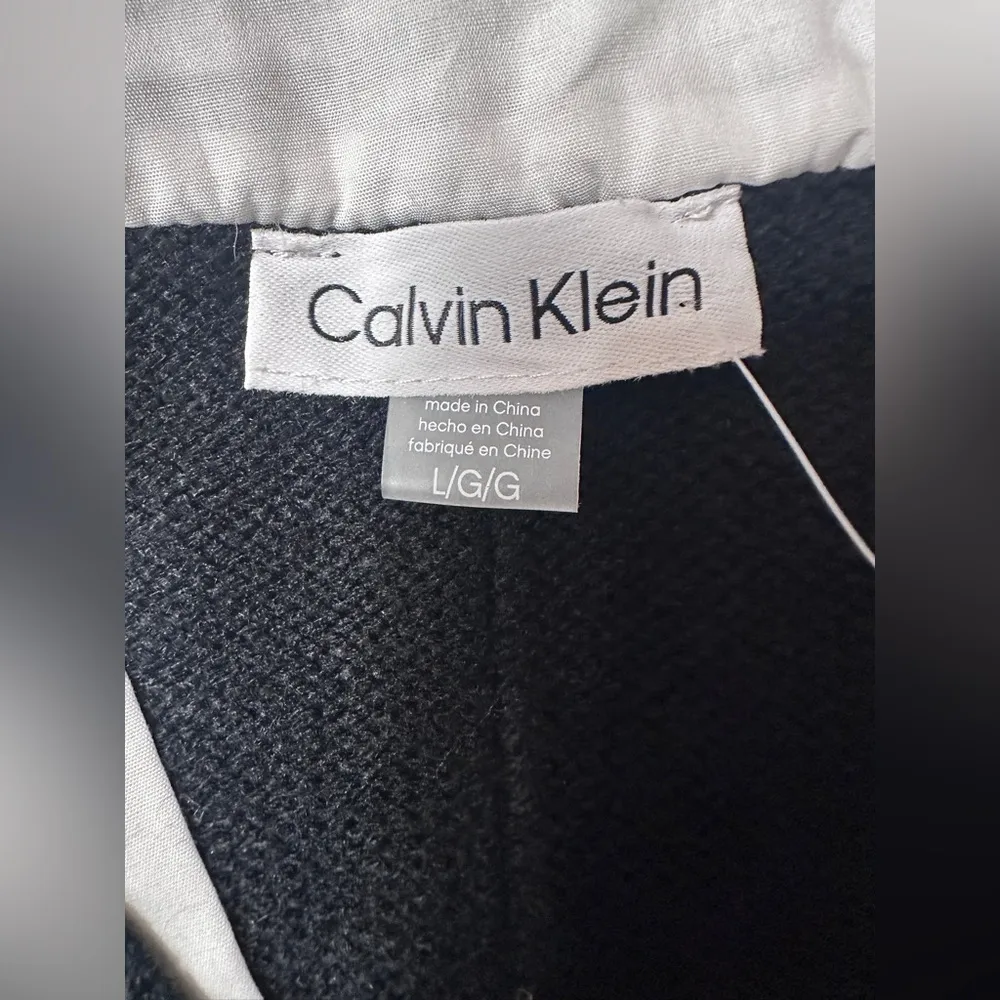 Calvin Klein
made in China
hecho en China
fabriqué en Chine
L/G/G